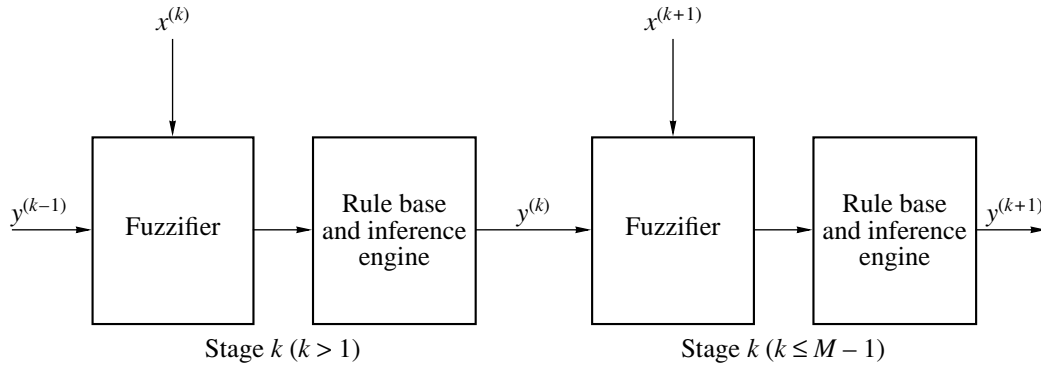 x^(k)
x^(k+1)
y^(k−1)
Fuzzifier
Rule base
and inference
engine
y^(k)
Fuzzifier
Rule base
and inference
engine
y^(k+1)
Stage k (k > 1)
Stage k (k ≤ M – 1)